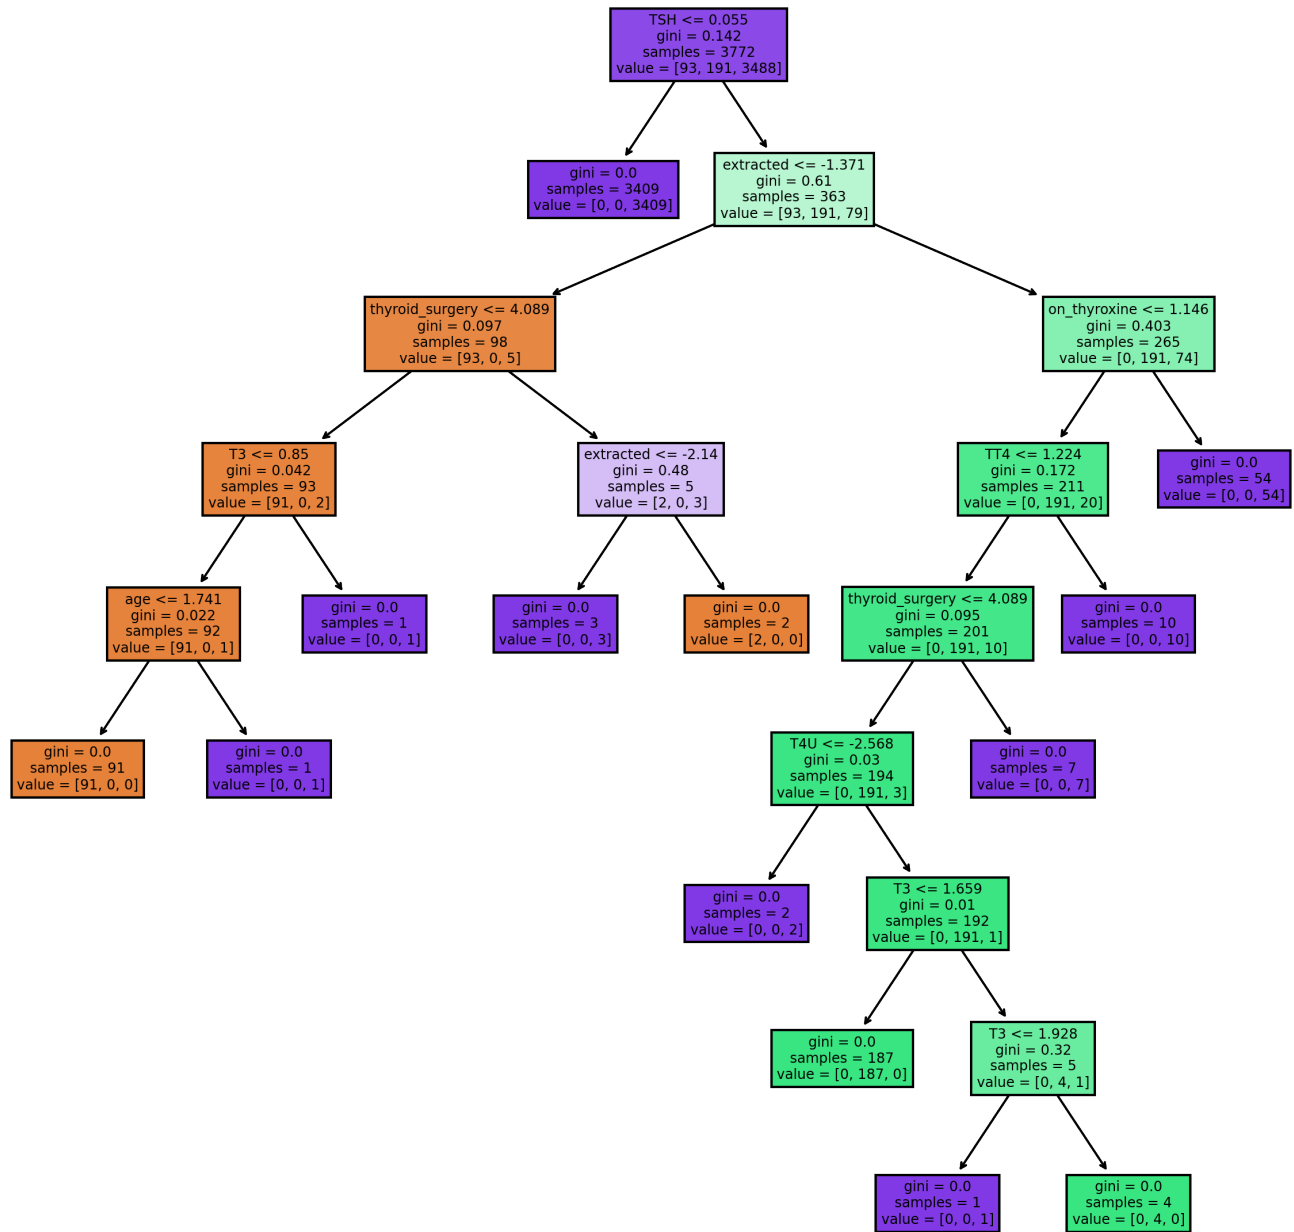 TSH <= 0.055
gini = 0.142
samples = 3772
value = [93, 191, 3488]
gini = 0.0
samples = 3409
value = [0, 0, 3409]
extracted <= -1.371
gini = 0.61
samples = 363
value = [93, 191, 79]
thyroid_surgery <= 4.089
gini = 0.097
samples = 98
value = [93, 0, 5]
on_thyroxine <= 1.146
gini = 0.403
samples = 265
value = [0, 191, 74]
T3 <= 0.85
gini = 0.042
samples = 93
value = [91, 0, 2]
extracted <= -2.14
gini = 0.48
samples = 5
value = [2, 0, 3]
TT4 <= 1.224
gini = 0.172
samples = 211
value = [0, 191, 20]
gini = 0.0
samples = 54
value = [0, 0, 54]
age <= 1.741
gini = 0.022
samples = 92
value = [91, 0, 1]
gini = 0.0
samples = 1
value = [0, 0, 1]
gini = 0.0
samples = 3
value = [0, 0, 3]
gini = 0.0
samples = 2
value = [2, 0, 0]
thyroid_surgery <= 4.089
gini = 0.095
samples = 201
value = [0, 191, 10]
gini = 0.0
samples = 10
value = [0, 0, 10]
gini = 0.0
samples = 91
value = [91, 0, 0]
gini = 0.0
samples = 1
value = [0, 0, 1]
T4U <= -2.568
gini = 0.03
samples = 194
value = [0, 191, 3]
gini = 0.0
samples = 7
value = [0, 0, 7]
gini = 0.0
samples = 2
value = [0, 0, 2]
T3 <= 1.659
gini = 0.01
samples = 192
value = [0, 191, 1]
gini = 0.0
samples = 187
value = [0, 187, 0]
T3 <= 1.928
gini = 0.32
samples = 5
value = [0, 4, 1]
gini = 0.0
samples = 1
value = [0, 0, 1]
gini = 0.0
samples = 4
value = [0, 4, 0]